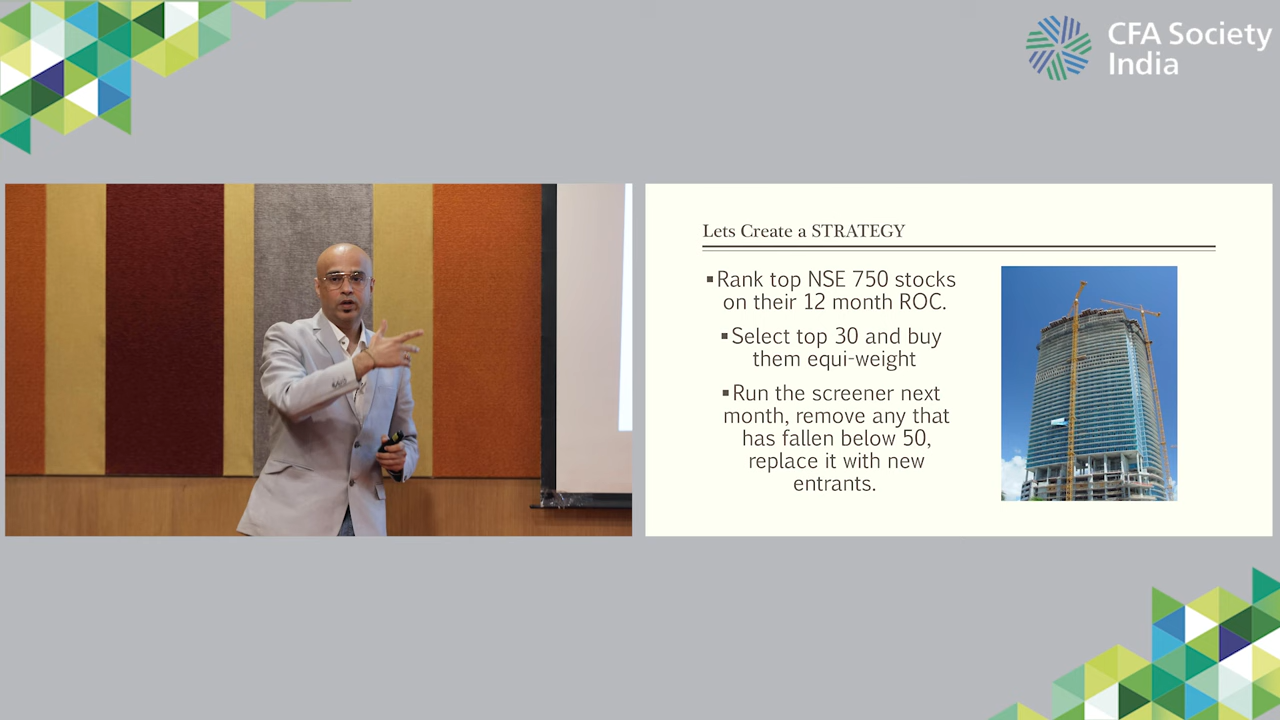 CFA Society
India
Lets Create a STRATEGY
▪Rank top NSE 750 stocks
on their 12 month ROC.
▪Select top 30 and buy
them equi-weight
▪Run the screener next
month, remove any that
has fallen below 50,
replace it with new
entrants.